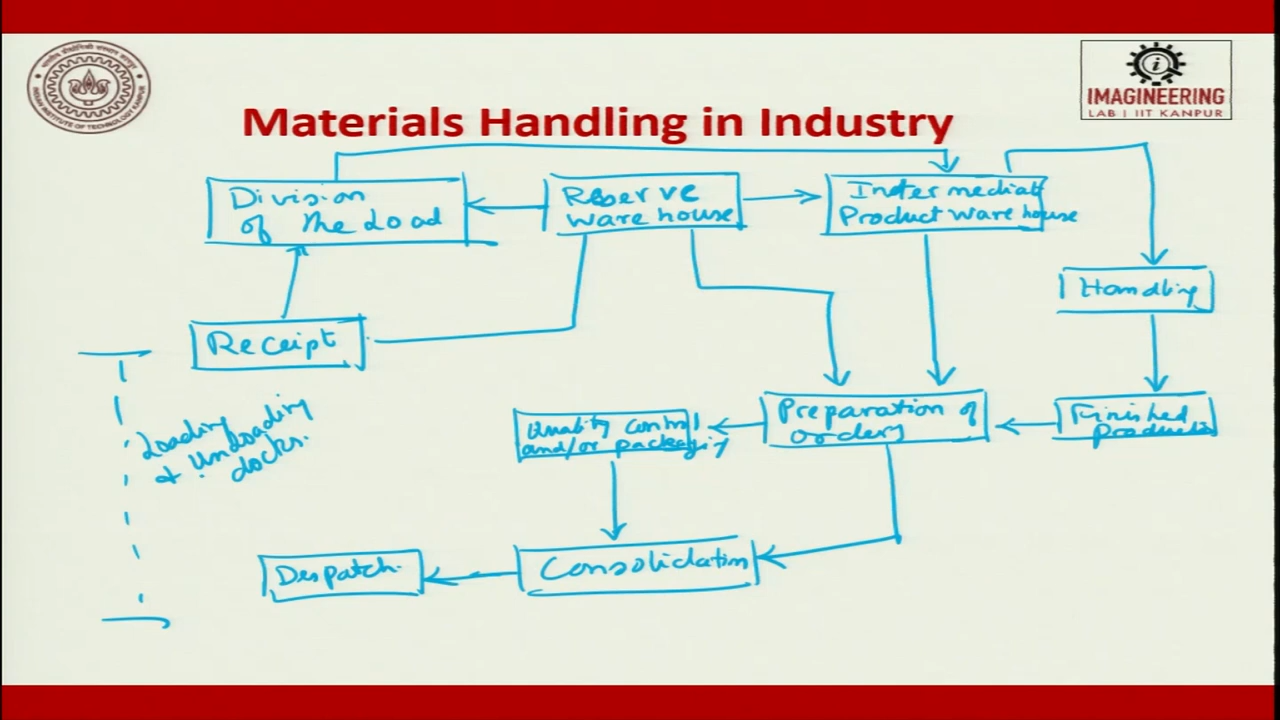 Materials Handling in Industry
IMAGINEERING
LAB | IIT KANPUR
Division
of The Load
Reserve
ware house
Intermediate
Product ware house
Handling
Receipt
Loading
& Unloading
docks.
Quality control
and/or packaging
Preparation of
orders
Finished
products
Despatch.
Consolidation